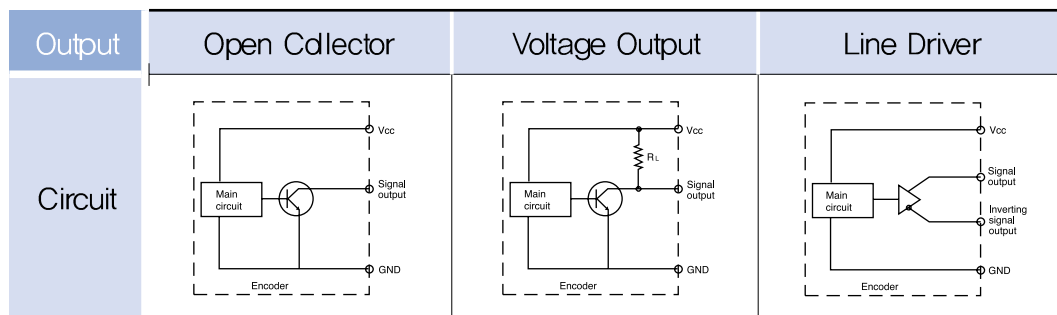 Output
Open Collector
Voltage Output
Line Driver
Circuit
Vcc
Main
circuit
Signal
output
GND
Encoder
Vcc
RL
Main
circuit
Signal
output
GND
Encoder
Vcc
Signal
output
Main
circuit
Inverting
signal
output
GND
Encoder